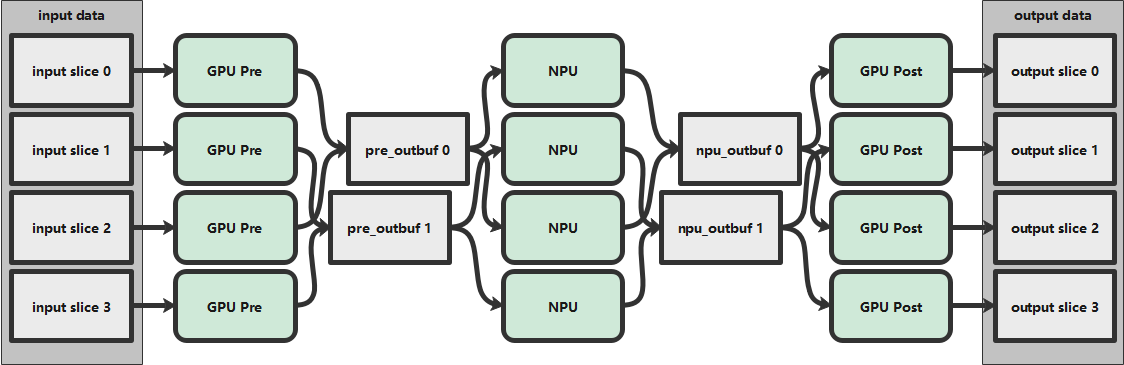 input data
output data
input slice 0
GPU Pre
NPU
GPU Post
output slice 0
pre_outbuf 0
npu_outbuf 0
input slice 1
GPU Pre
NPU
GPU Post
output slice 1
input slice 2
GPU Pre
pre_outbuf 1
NPU
npu_outbuf 1
GPU Post
output slice 2
input slice 3
GPU Pre
NPU
GPU Post
output slice 3